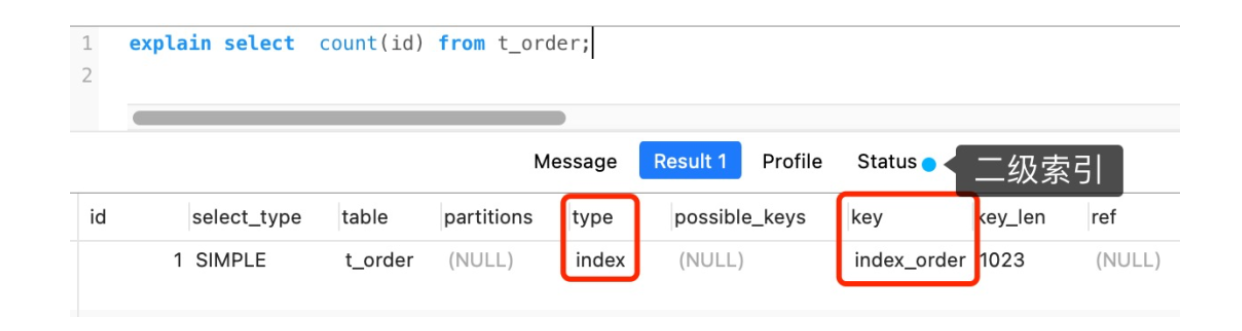 1 explain select count(id) from t_order;
2
Message Result 1 Profile Status 二级索引
id select_type table partitions type possible_keys key key_len ref
1 SIMPLE t_order (NULL) index (NULL) index_order 1023 (NULL)